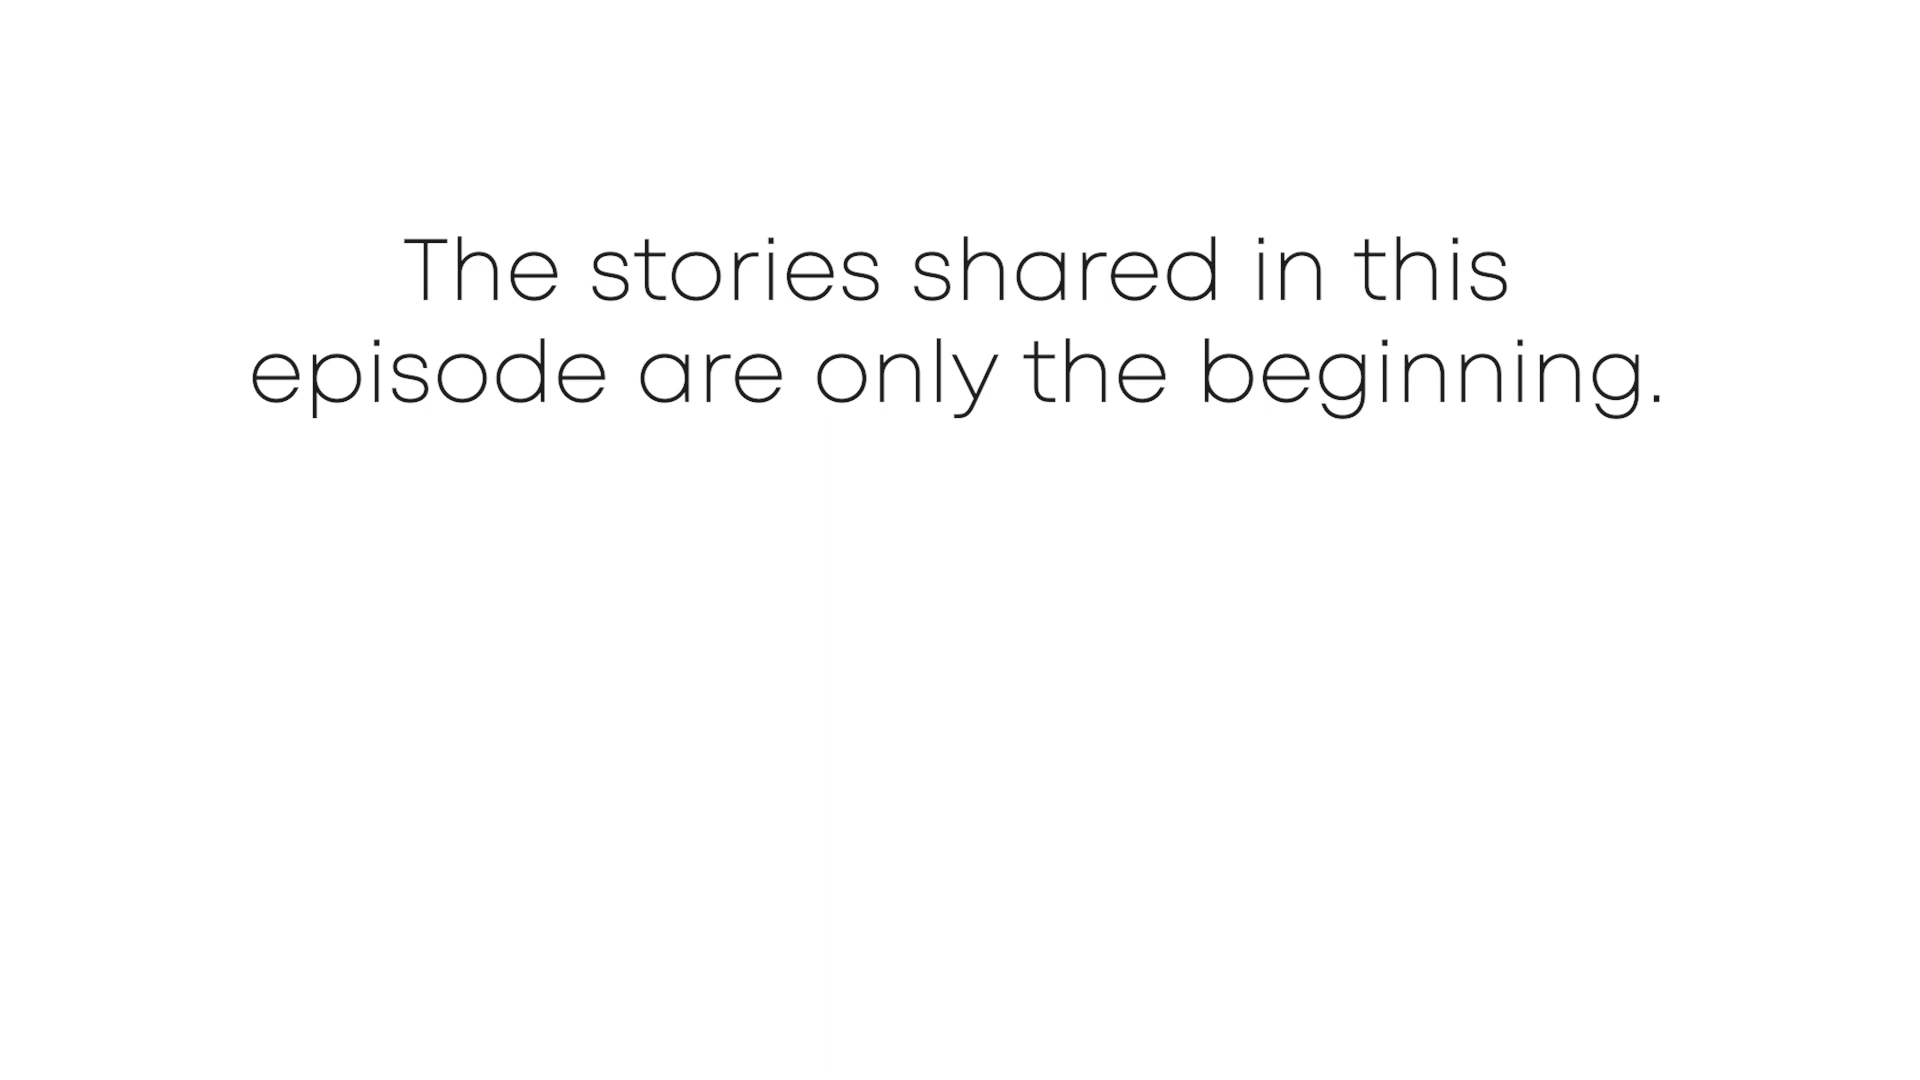 The stories shared in this
episode are only the beginning.